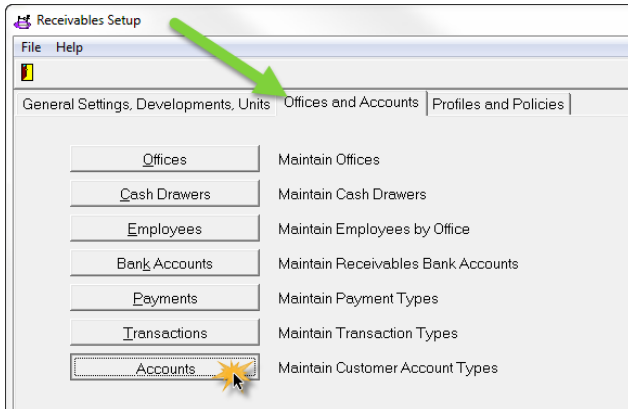 Receivables Setup
File Help
General Settings, Developments, Units Offices and Accounts Profiles and Policies
Offices Maintain Offices
Cash Drawers Maintain Cash Drawers
Employees Maintain Employees by Office
Bank Accounts Maintain Receivables Bank Accounts
Payments Maintain Payment Types
Transactions Maintain Transaction Types
Accounts Maintain Customer Account Types